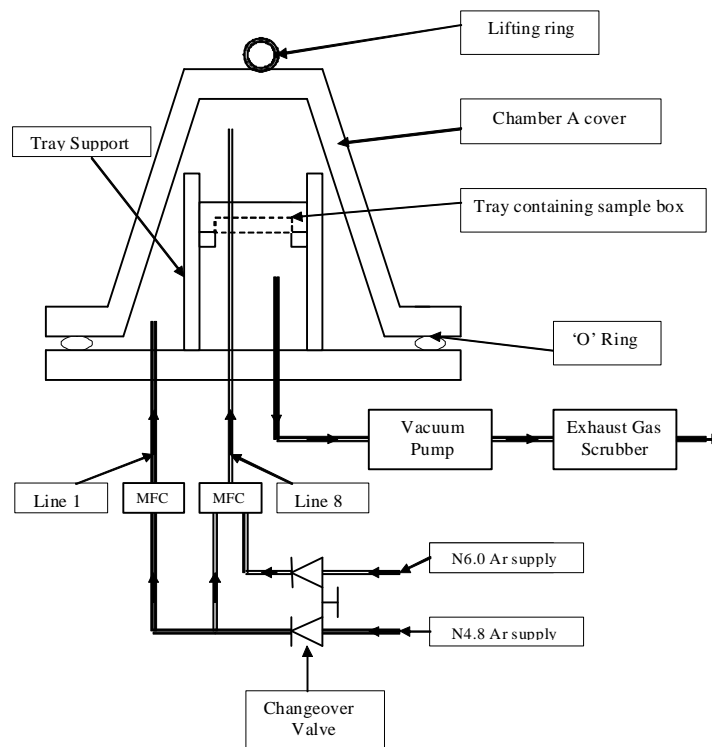 Lifting ring
Chamber A cover
Tray Support
Tray containing sample box
‘O’ Ring
Vacuum
Pump
Exhaust Gas
Scrubber
Line 1
MFC
MFC
Line 8
N6.0 Ar supply
N4.8 Ar supply
Changeover
Valve